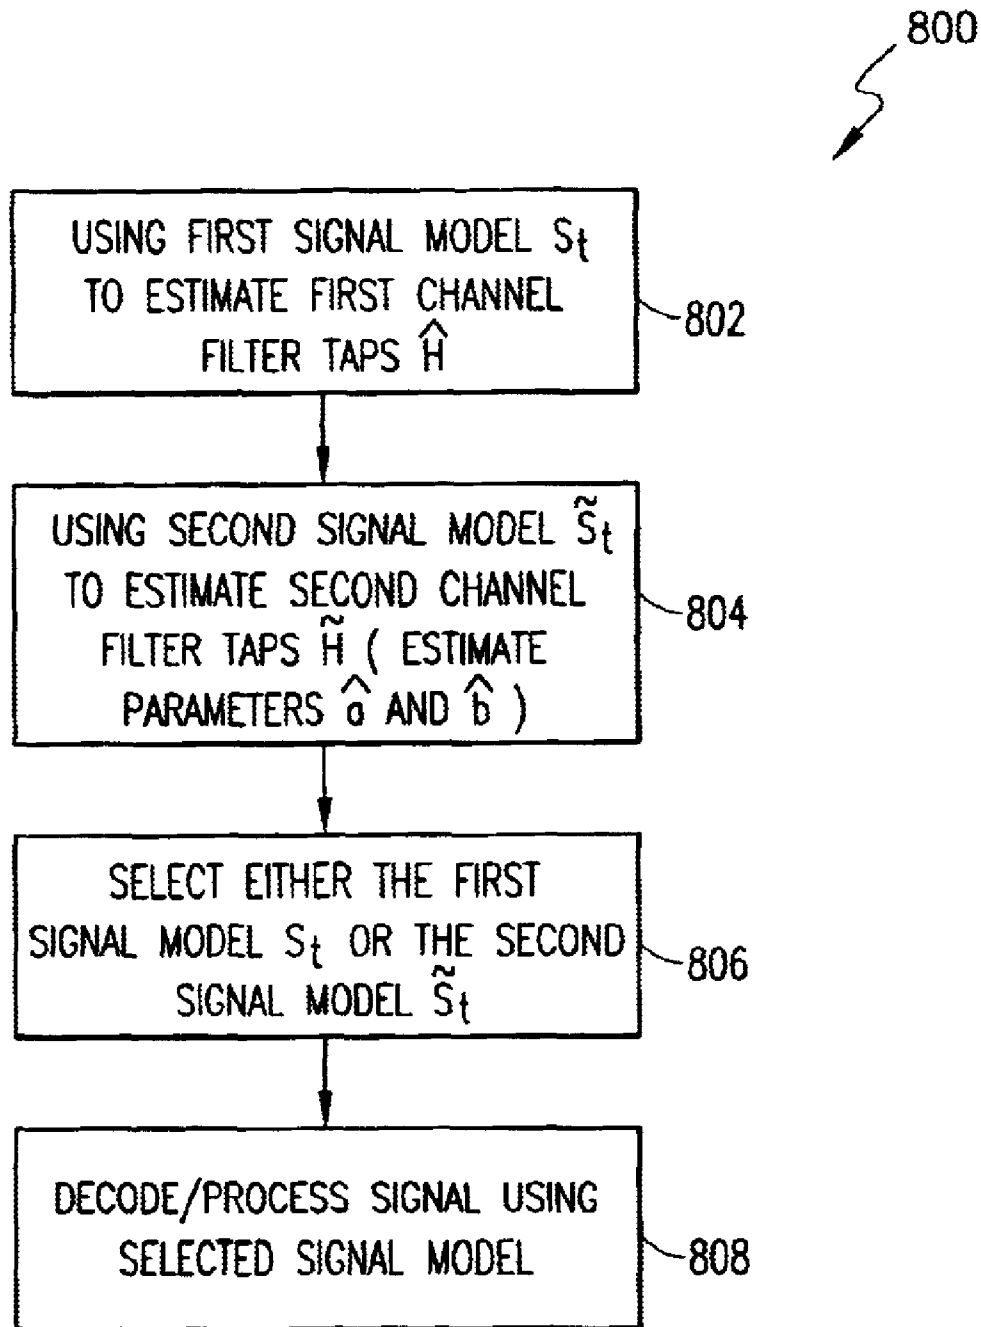 800
USING FIRST SIGNAL MODEL Sₜ
TO ESTIMATE FIRST CHANNEL
FILTER TAPS Ĥ
802
USING SECOND SIGNAL MODEL S̃ₜ
TO ESTIMATE SECOND CHANNEL
FILTER TAPS H̃ ( ESTIMATE
PARAMETERS â AND b̂ )
804
SELECT EITHER THE FIRST
SIGNAL MODEL Sₜ OR THE SECOND
SIGNAL MODEL S̃ₜ
806
DECODE/PROCESS SIGNAL USING
SELECTED SIGNAL MODEL
808